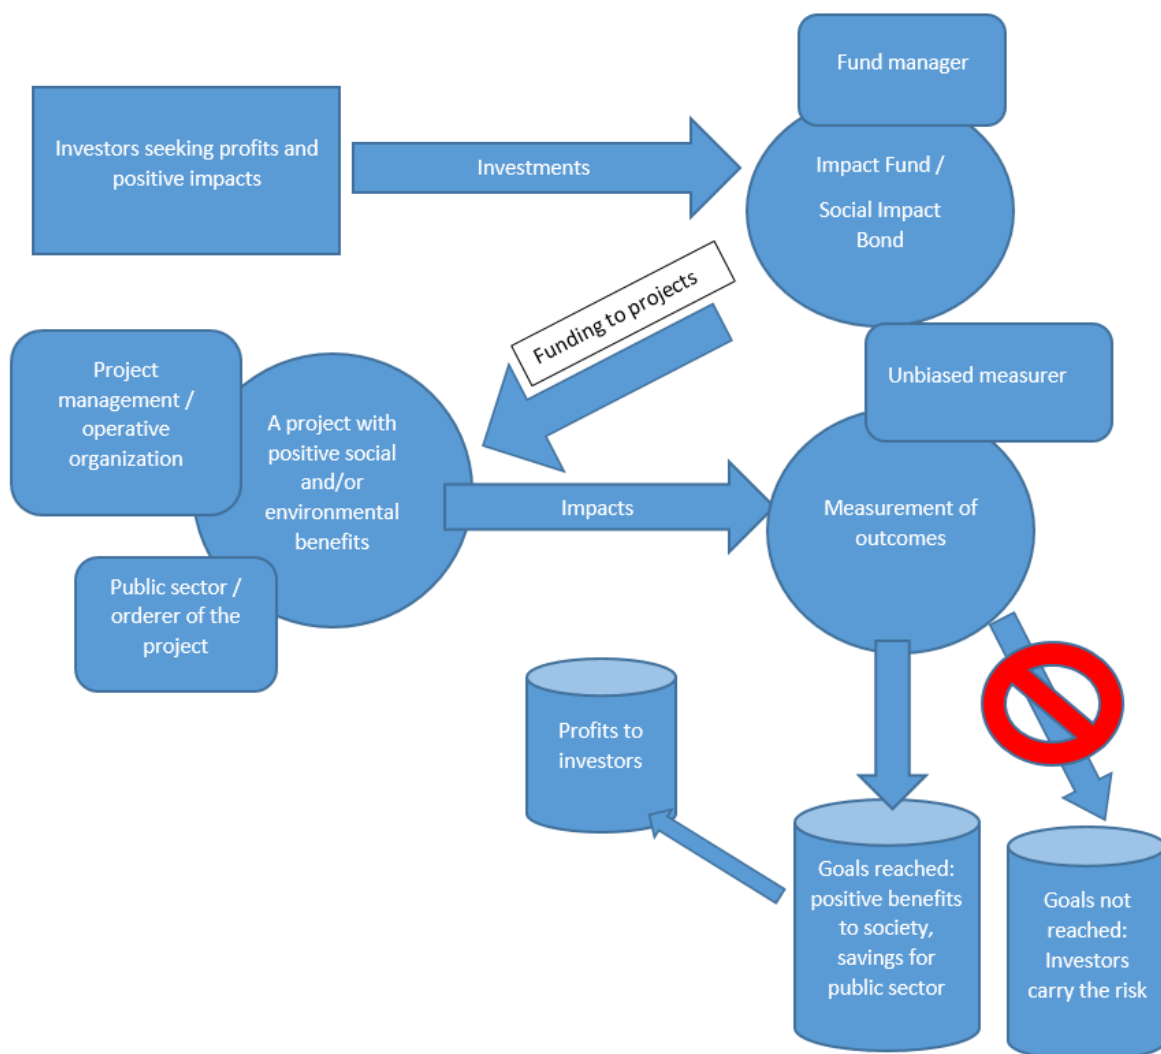 Fund manager
Investors seeking profits and
positive impacts
Investments
Impact Fund /
Social Impact
Bond
Funding to projects
Project
management /
operative
organization
A project with
positive social
and/or
environmental
benefits
Unbiased measurer
Impacts
Measurement of
outcomes
Public sector /
orderer of the
project
Profits to
investors
Goals reached:
positive benefits
to society,
savings for
public sector
Goals not
reached:
Investors
carry the risk